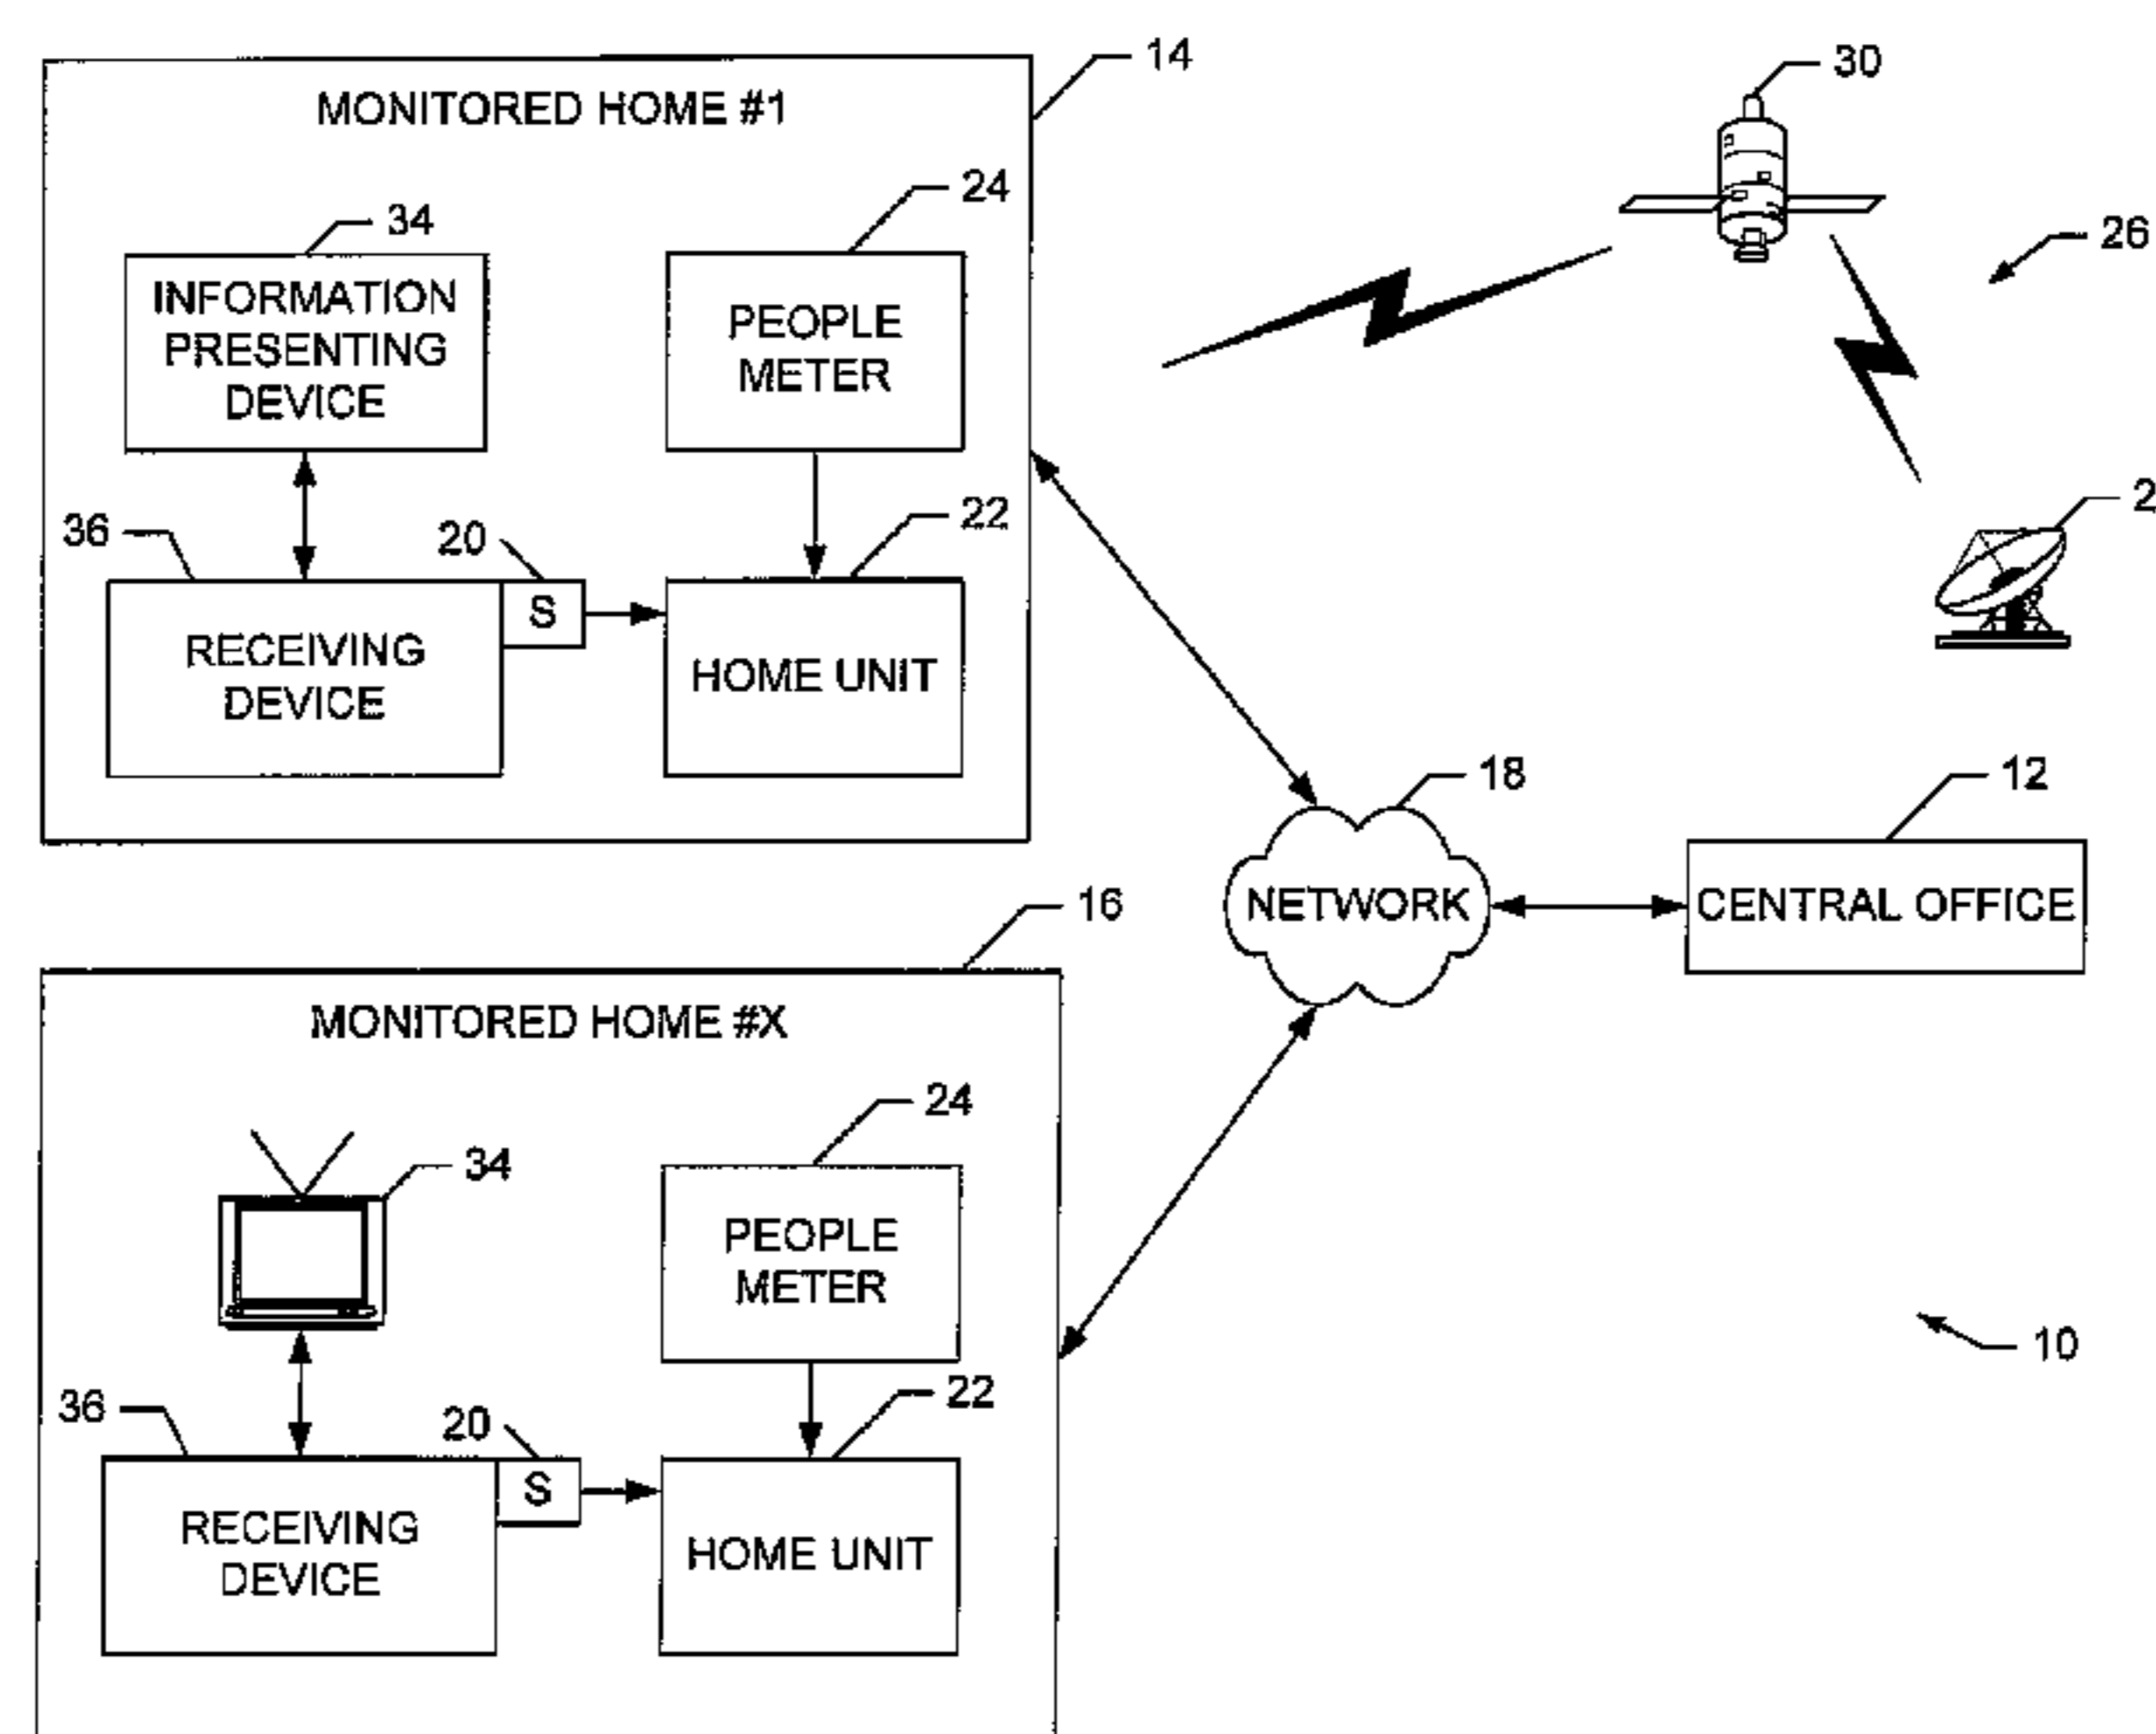 MONITORED HOME #1
14
30
34
24
26
INFORMATION
PRESENTING
DEVICE
PEOPLE
METER
36
20
22
S
RECEIVING
DEVICE
HOME UNIT
18
12
NETWORK
CENTRAL OFFICE
16
MONITORED HOME #X
34
24
PEOPLE
METER
10
36
20
22
S
RECEIVING
DEVICE
HOME UNIT